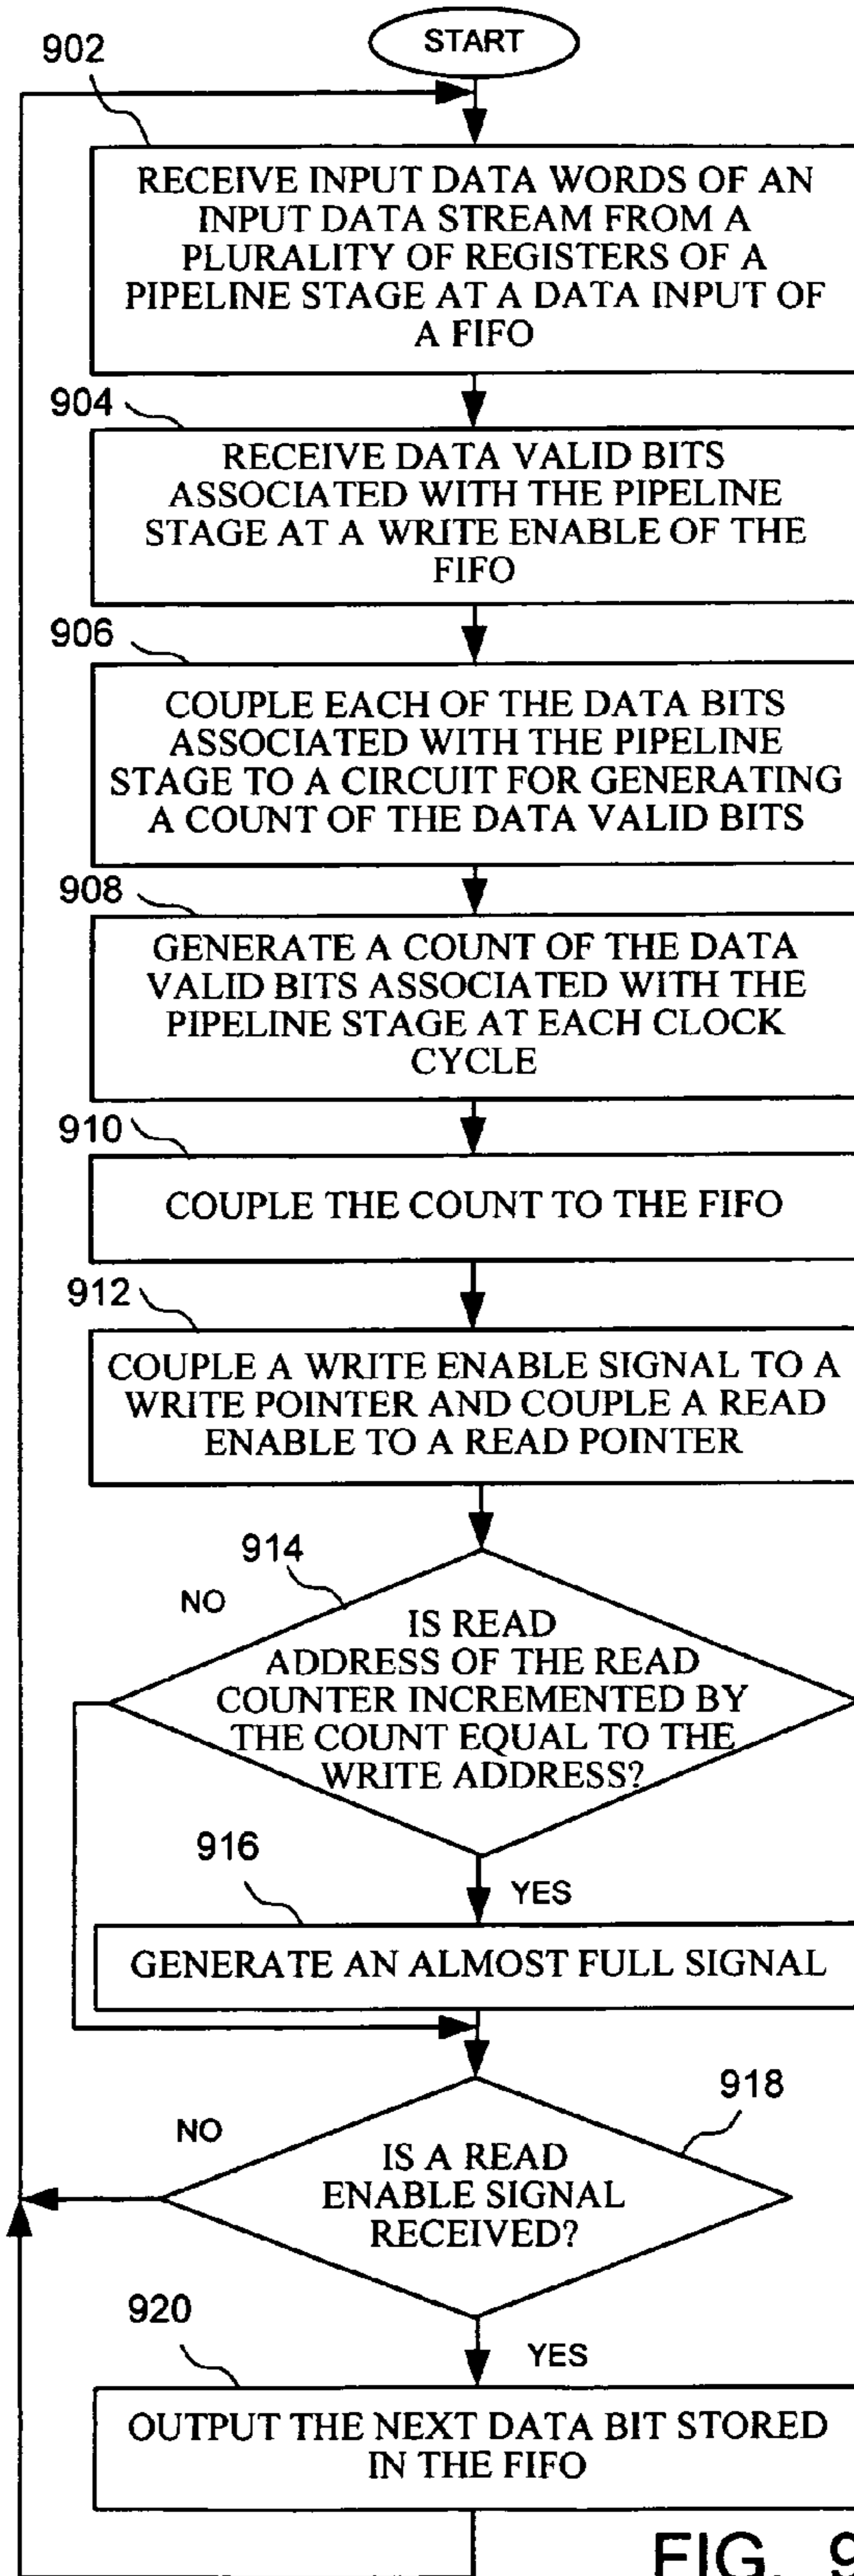 START
902
RECEIVE INPUT DATA WORDS OF AN
INPUT DATA STREAM FROM A
PLURALITY OF REGISTERS OF A
PIPELINE STAGE AT A DATA INPUT OF
A FIFO
904
RECEIVE DATA VALID BITS
ASSOCIATED WITH THE PIPELINE
STAGE AT A WRITE ENABLE OF THE
FIFO
906
COUPLE EACH OF THE DATA BITS
ASSOCIATED WITH THE PIPELINE
STAGE TO A CIRCUIT FOR GENERATING
A COUNT OF THE DATA VALID BITS
908
GENERATE A COUNT OF THE DATA
VALID BITS ASSOCIATED WITH THE
PIPELINE STAGE AT EACH CLOCK
CYCLE
910
COUPLE THE COUNT TO THE FIFO
912
COUPLE A WRITE ENABLE SIGNAL TO A
WRITE POINTER AND COUPLE A READ
ENABLE TO A READ POINTER
914
NO
IS READ
ADDRESS OF THE READ
COUNTER INCREMENTED BY
THE COUNT EQUAL TO THE
WRITE ADDRESS?
916
YES
GENERATE AN ALMOST FULL SIGNAL
918
NO
IS A READ
ENABLE SIGNAL
RECEIVED?
920
YES
OUTPUT THE NEXT DATA BIT STORED
IN THE FIFO
FIG. 9